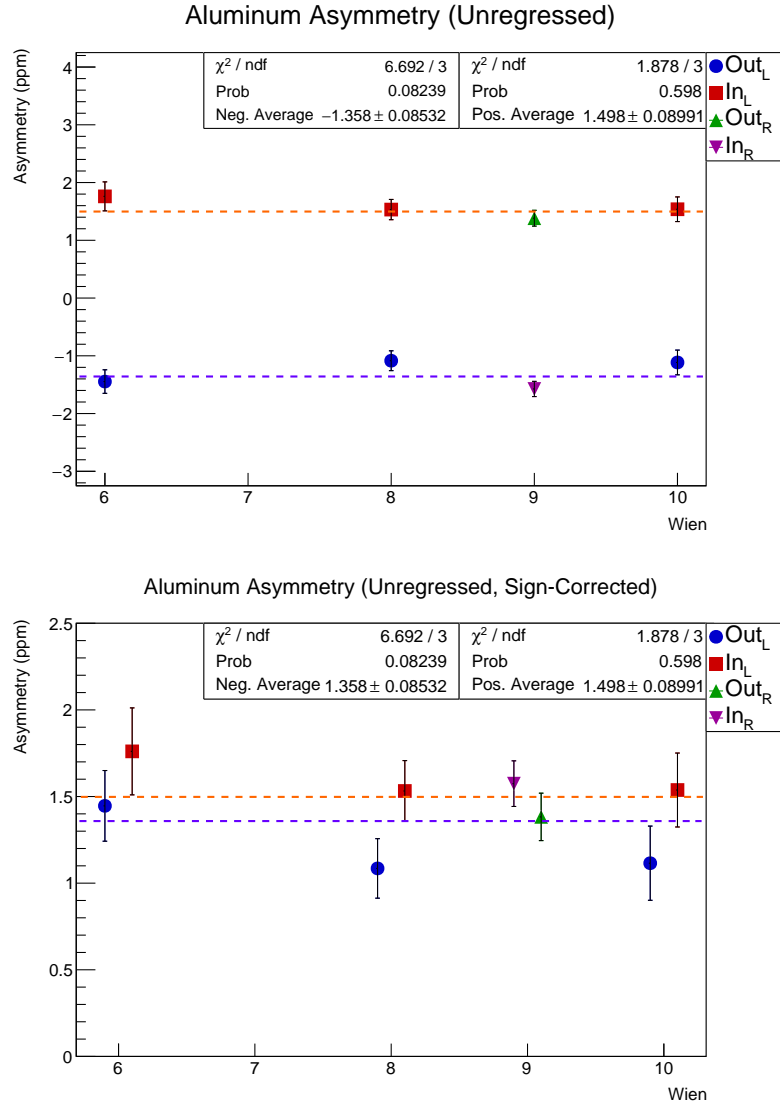 Aluminum Asymmetry (Unregressed)
Asymmetry (ppm)
χ² / ndf 6.692 / 3
Prob 0.08239
Neg. Average −1.358 ± 0.08532
χ² / ndf 1.878 / 3
Prob 0.598
Pos. Average 1.498 ± 0.08991
Out_L
In_L
Out_R
In_R
4
3
2
1
0
−1
−2
−3
6 7 8 9 10
Wien
Aluminum Asymmetry (Unregressed, Sign-Corrected)
Asymmetry (ppm)
χ² / ndf 6.692 / 3
Prob 0.08239
Neg. Average 1.358 ± 0.08532
χ² / ndf 1.878 / 3
Prob 0.598
Pos. Average 1.498 ± 0.08991
Out_L
In_L
Out_R
In_R
2.5
2
1.5
1
0.5
0
6 7 8 9 10
Wien